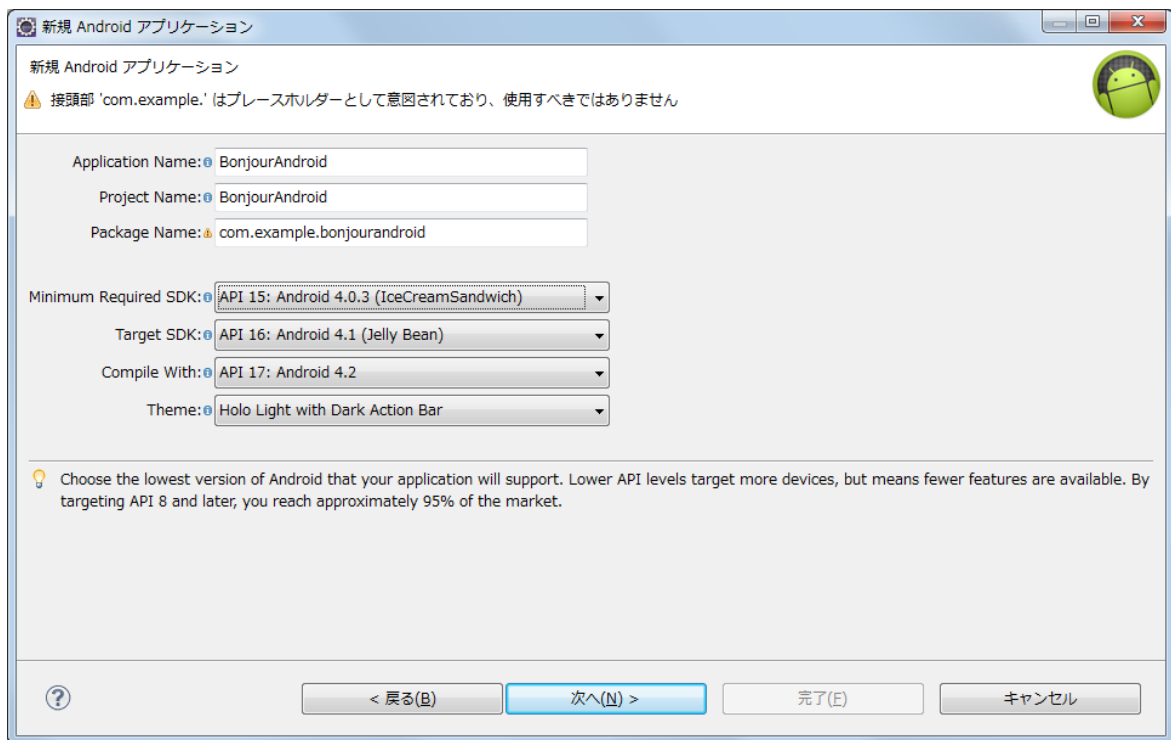 新規 Android アプリケーション
新規 Android アプリケーション
接頭部 'com.example.' はプレースホルダーとして意図されており、使用すべきではありません
Application Name: BonjourAndroid
Project Name: BonjourAndroid
Package Name: com.example.bonjourandroid
Minimum Required SDK: API 15: Android 4.0.3 (IceCreamSandwich)
Target SDK: API 16: Android 4.1 (Jelly Bean)
Compile With: API 17: Android 4.2
Theme: Holo Light with Dark Action Bar
Choose the lowest version of Android that your application will support. Lower API levels target more devices, but means fewer features are available. By
targeting API 8 and later, you reach approximately 95% of the market.
< 戻る(B) 次へ(N) > 完了(F) キャンセル